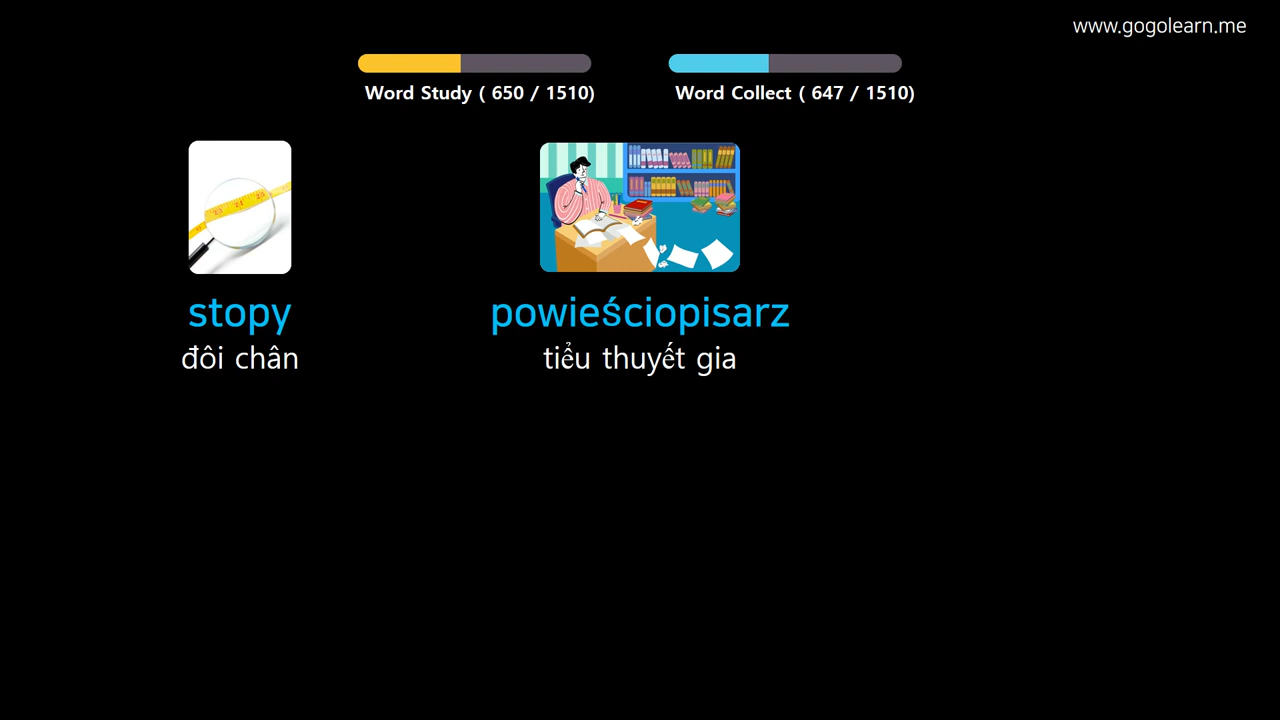 www.gogolearn.me
Word Study ( 650 / 1510)
Word Collect ( 647 / 1510)
stopy
đôi chân
powieściopisarz
tiểu thuyết gia